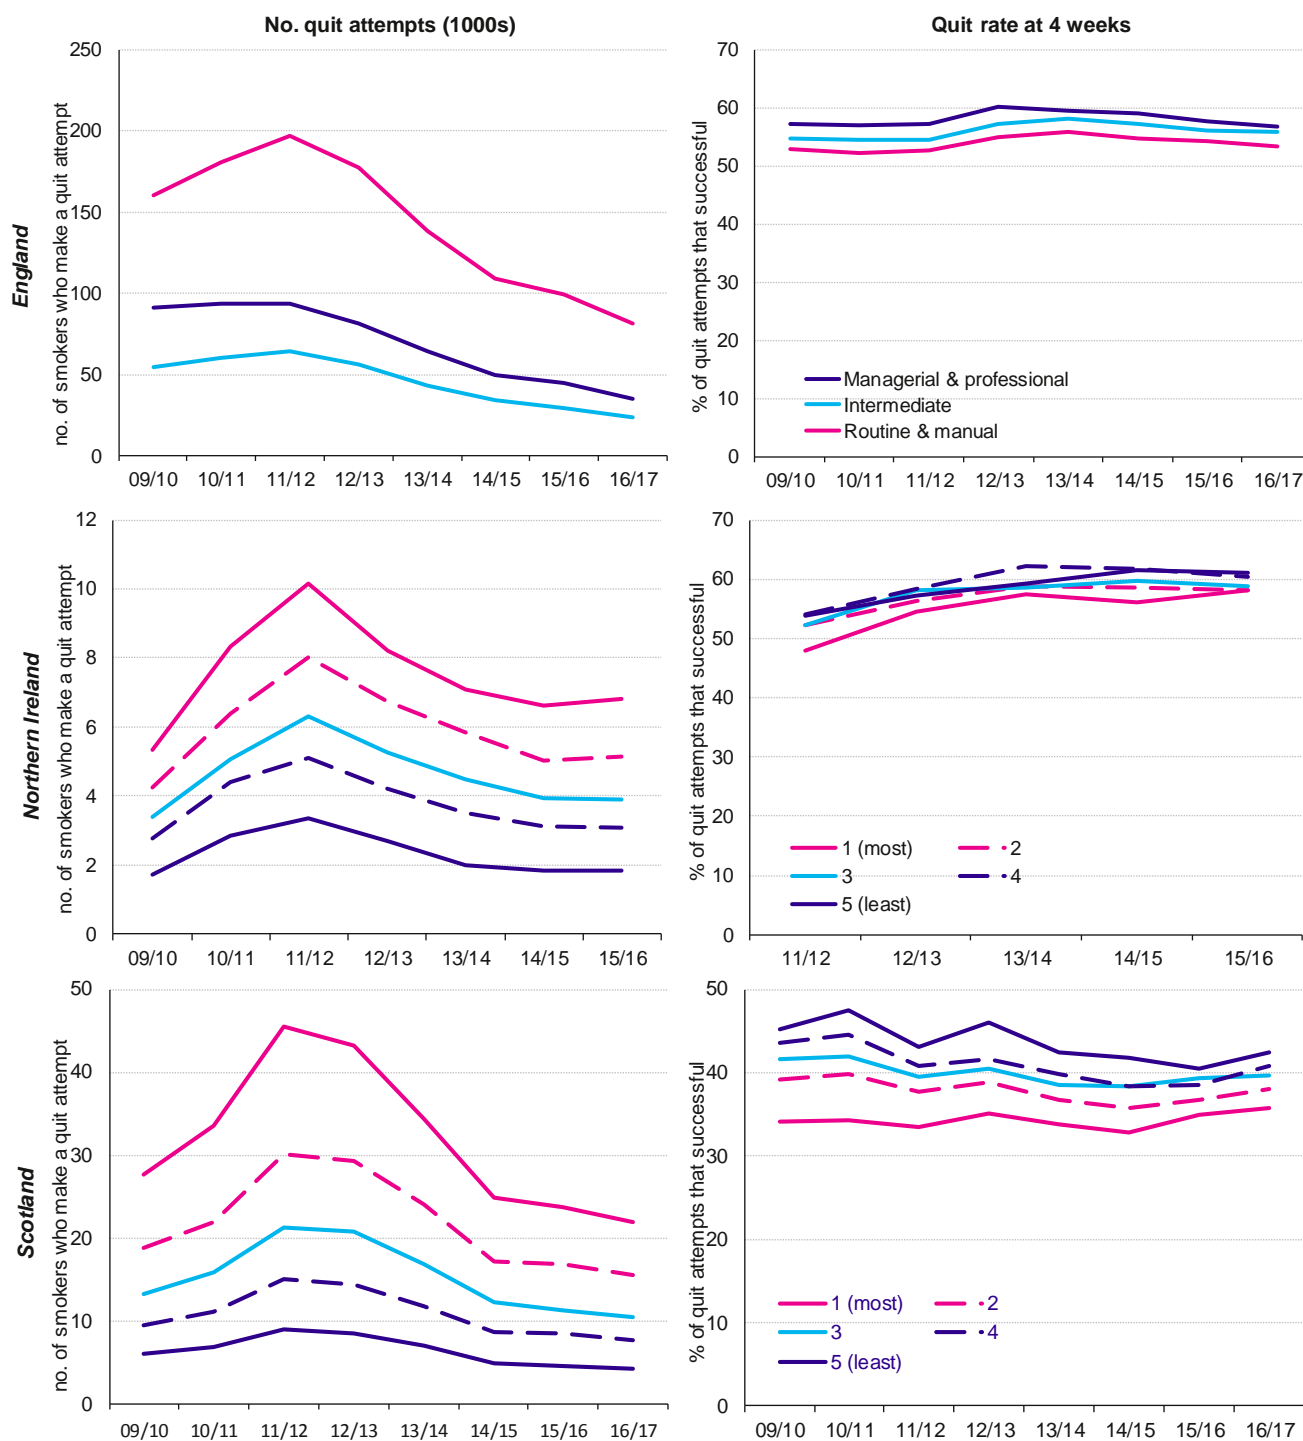 No. quit attempts (1000s)
Quit rate at 4 weeks
England
no. of smokers who make a quit attempt
250
200
150
100
50
0
09/10 10/11 11/12 12/13 13/14 14/15 15/16 16/17
% of quit attempts that successful
70
60
50
40
30
20
10
0
Managerial & professional
Intermediate
Routine & manual
09/10 10/11 11/12 12/13 13/14 14/15 15/16 16/17
Northern Ireland
no. of smokers who make a quit attempt
12
10
8
6
4
2
0
09/10 10/11 11/12 12/13 13/14 14/15 15/16
% of quit attempts that successful
70
60
50
40
30
20
10
0
1 (most) 2
3 4
5 (least)
11/12 12/13 13/14 14/15 15/16
Scotland
no. of smokers who make a quit attempt
50
40
30
20
10
0
09/10 10/11 11/12 12/13 13/14 14/15 15/16 16/17
% of quit attempts that successful
50
40
30
20
10
0
1 (most) 2
3 4
5 (least)
09/10 10/11 11/12 12/13 13/14 14/15 15/16 16/17